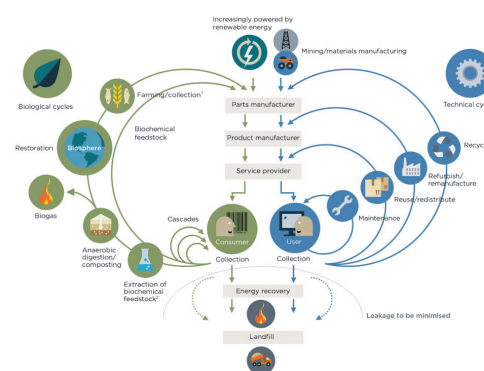 Increasingly powered by
renewable energy
Mining/materials manufacturing
Biological cycles
Technical cyc
Farming/collection¹
Parts manufacturer
Biochemical
feedstock
Product manufacturer
Restoration
Biosphere
Recyc
Refurbish/
remanufacture
Service provider
Reuse/redistribute
Biogas
Maintenance
Cascades
Consumer
User
Anaerobic
digestion/
composting
Collection
Collection
Extraction of
biochemical
feedstock²
Energy recovery
Leakage to be minimised
Landfill